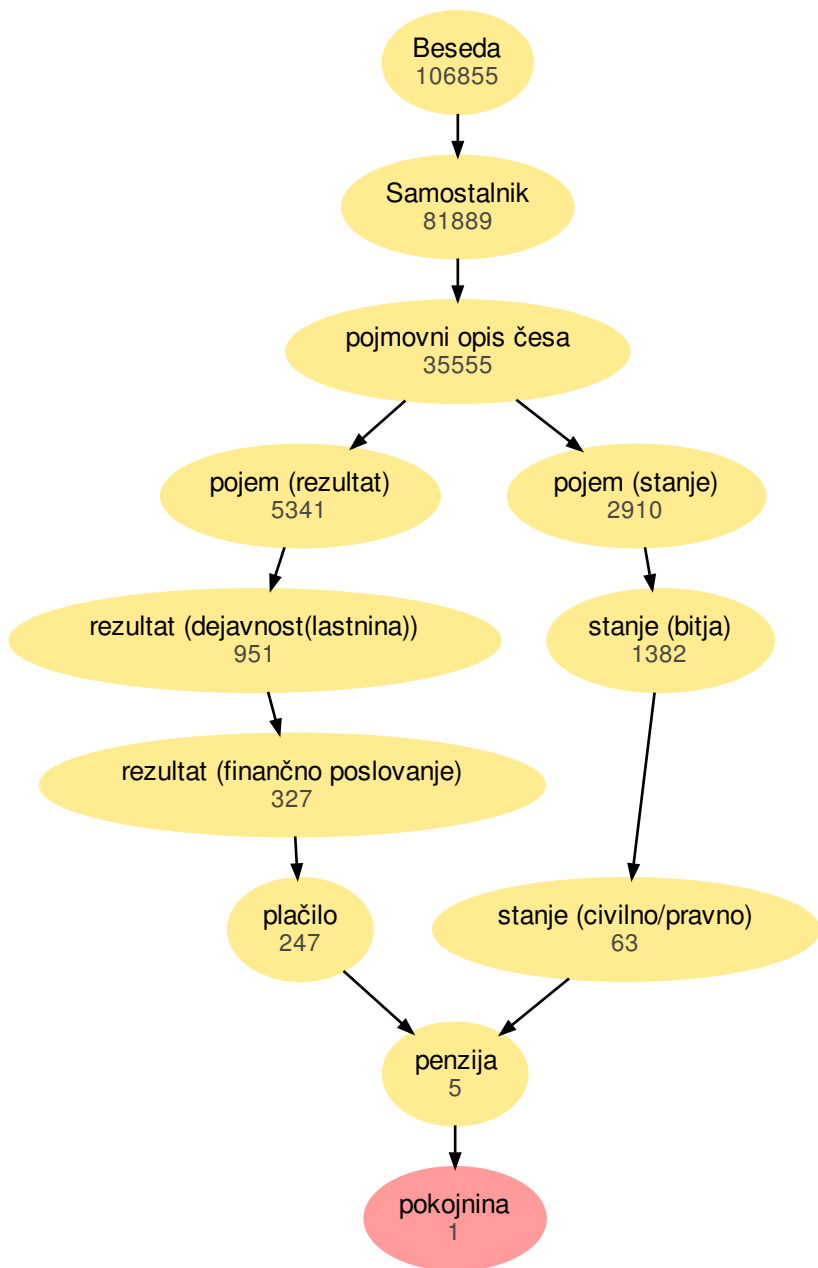 Beseda
106855
Samostalnik
81889
pojmovni opis česa
35555
pojem (rezultat)
5341
pojem (stanje)
2910
rezultat (dejavnost(lastnina))
951
stanje (bitja)
1382
rezultat (finančno poslovanje)
327
plačilo
247
stanje (civilno/pravno)
63
penzija
5
pokojnina
1